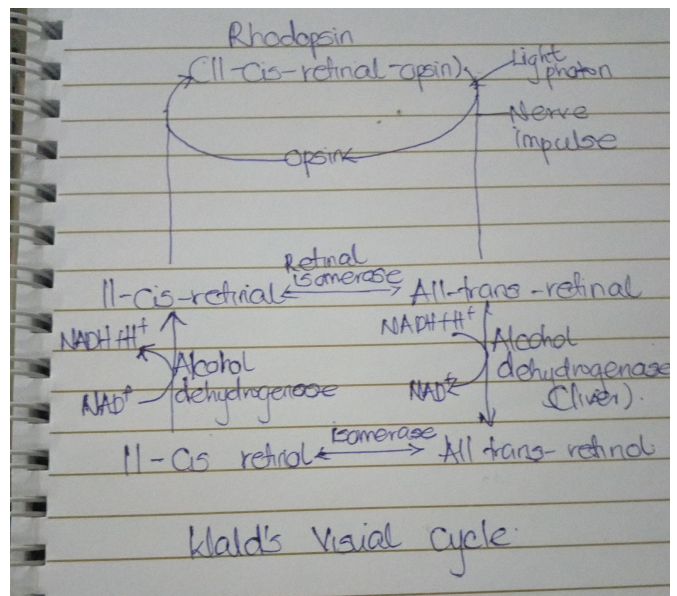 Rhodopsin
(11-Cis-retinal-opsin)
Light
photon
Nerve
impulse
opsin
Retinal
isomerase
11-cis-retinal
All-trans-retinal
NADH+H+
Alcohol
dehydrogenase
NAD+
NADH+H+
Alcohol
dehydrogenase
(liver).
NAD+
isomerase
11-cis retinol
All trans-retinol
Wald's Visual Cycle.